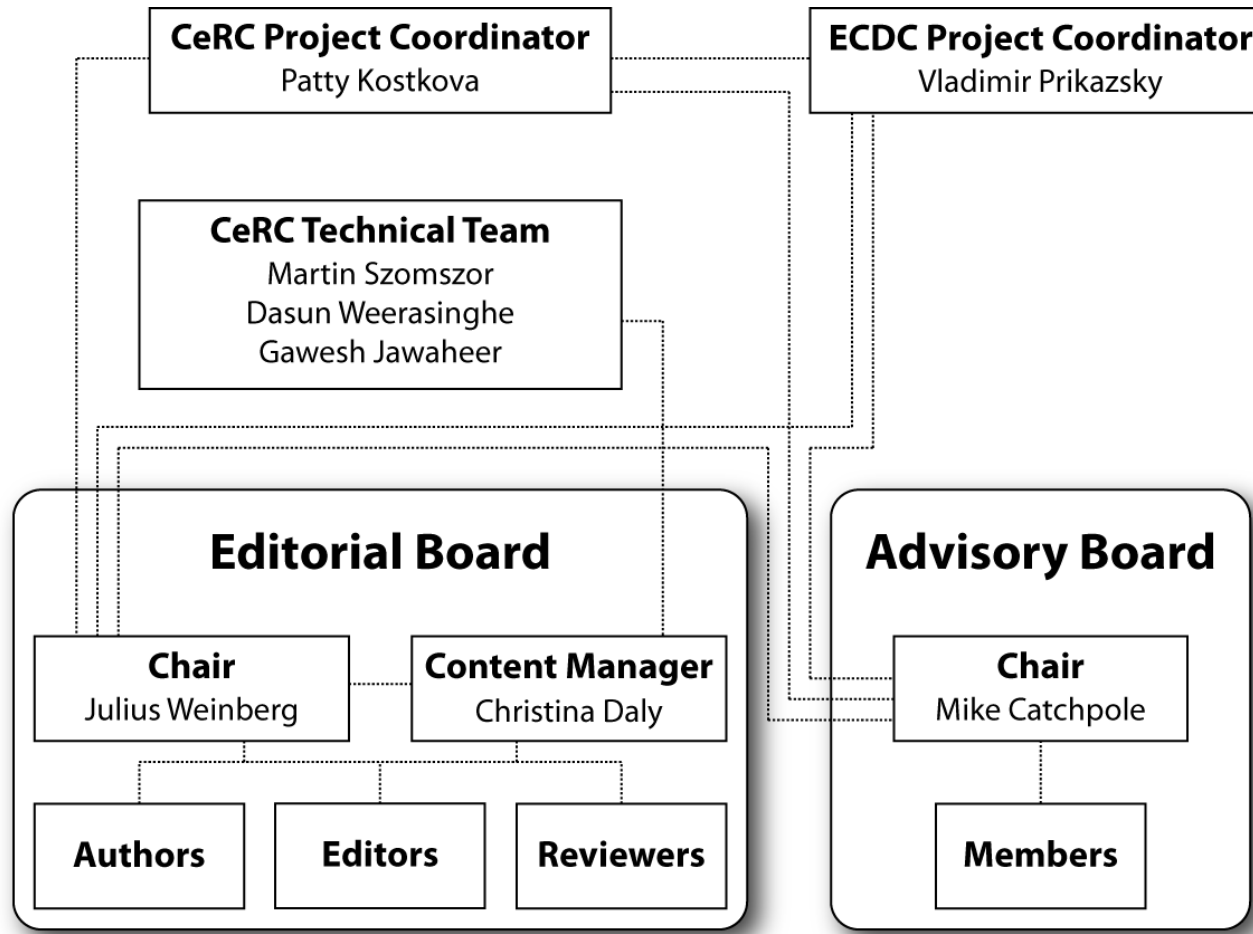 CeRC Project Coordinator
Patty Kostkova
ECDC Project Coordinator
Vladimir Prikazsky
CeRC Technical Team
Martin Szomszor
Dasun Weerasinghe
Gawesh Jawaheer
Editorial Board
Chair
Julius Weinberg
Content Manager
Christina Daly
Authors
Editors
Reviewers
Advisory Board
Chair
Mike Catchpole
Members